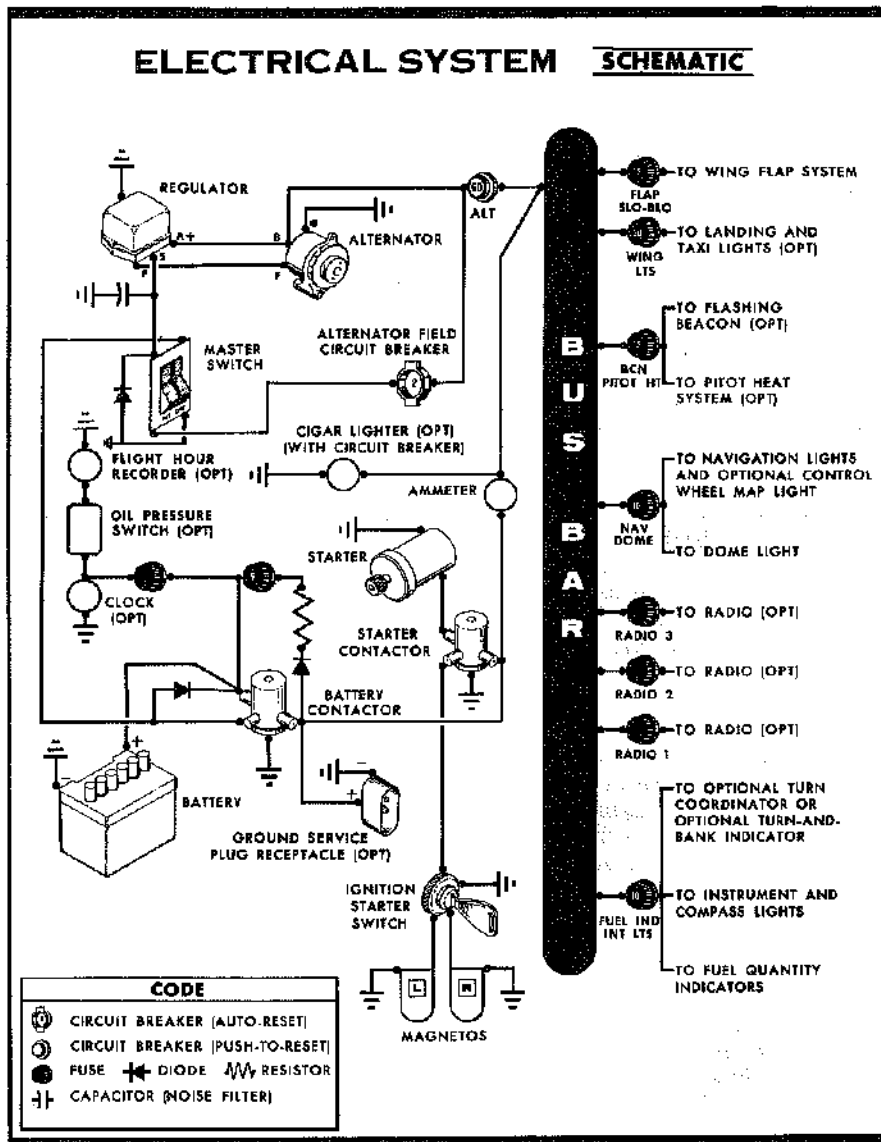 ELECTRICAL SYSTEM SCHEMATIC
REGULATOR
A+
S
F
B
F
ALTERNATOR
60
ALT
ALTERNATOR FIELD
CIRCUIT BREAKER
2
MASTER
SWITCH
CIGAR LIGHTER (OPT)
(WITH CIRCUIT BREAKER)
AMMETER
FLIGHT HOUR
RECORDER (OPT)
OIL PRESSURE
SWITCH (OPT)
CLOCK
(OPT)
STARTER
STARTER
CONTACTOR
BATTERY
CONTACTOR
+
-
BATTERY
-
+
GROUND SERVICE
PLUG RECEPTACLE (OPT)
IGNITION
STARTER
SWITCH
L
R
MAGNETOS
BUS BAR
FLAP
SLO-BLO
TO WING FLAP SYSTEM
WING
LTS
TO LANDING AND
TAXI LIGHTS (OPT)
BCN
PITOT HT
TO FLASHING
BEACON (OPT)
TO PITOT HEAT
SYSTEM (OPT)
NAV
DOME
TO NAVIGATION LIGHTS
AND OPTIONAL CONTROL
WHEEL MAP LIGHT
TO DOME LIGHT
RADIO 3
TO RADIO (OPT)
RADIO 2
TO RADIO (OPT)
RADIO 1
TO RADIO (OPT)
FUEL IND
INT LTS
TO OPTIONAL TURN
COORDINATOR OR
OPTIONAL TURN-AND-
BANK INDICATOR
TO INSTRUMENT AND
COMPASS LIGHTS
TO FUEL QUANTITY
INDICATORS
CODE
CIRCUIT BREAKER (AUTO-RESET)
CIRCUIT BREAKER (PUSH-TO-RESET)
FUSE DIODE RESISTOR
CAPACITOR (NOISE FILTER)